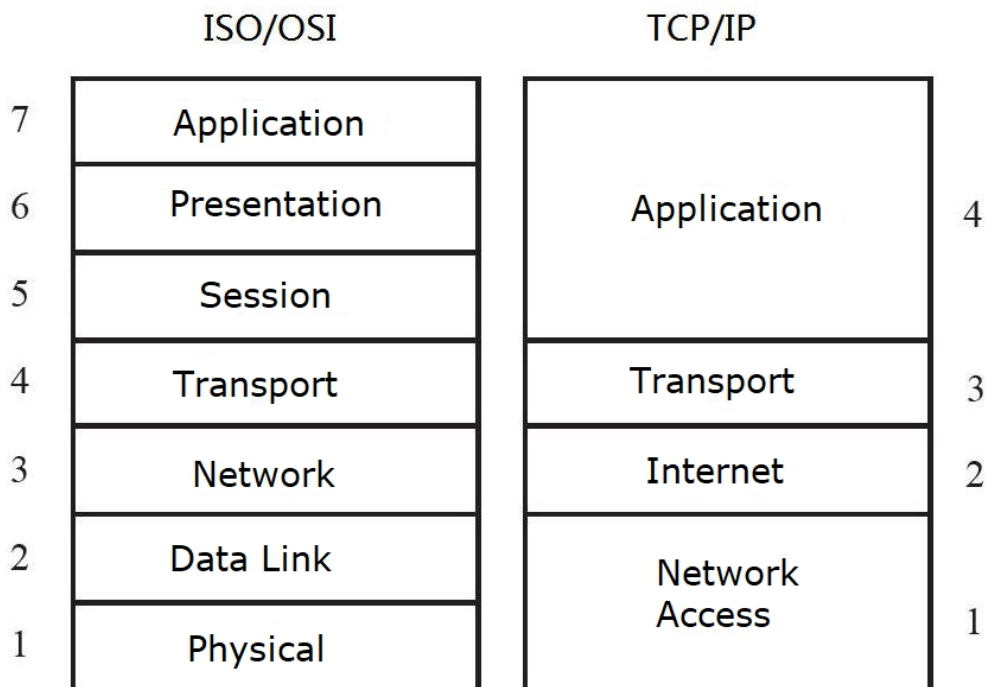 ISO/OSI
TCP/IP
7
Application
6
Presentation
5
Session
4
Transport
3
Network
2
Data Link
1
Physical
Application
4
Transport
3
Internet
2
Network
Access
1